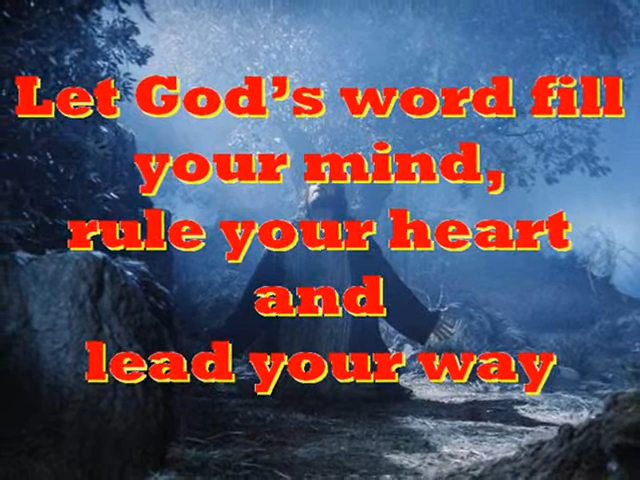 Let God’s word fill
your mind,
rule your heart
and
lead your way